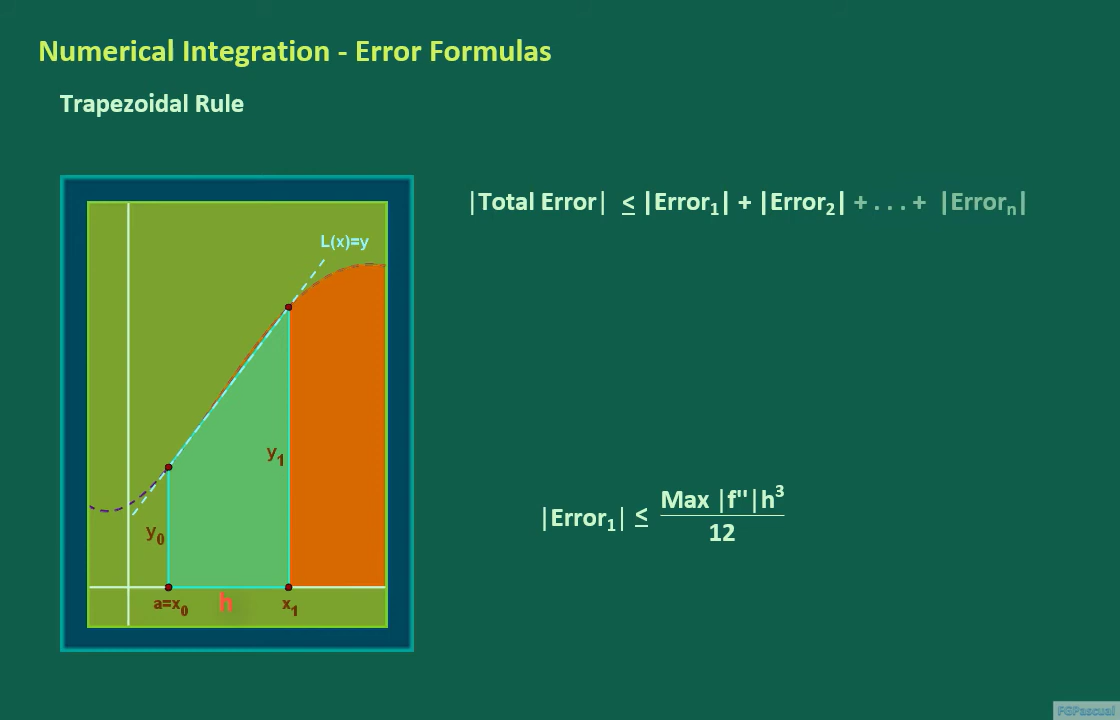 Numerical Integration - Error Formulas
Trapezoidal Rule
|Total Error| ≤ |Error₁| + |Error₂| + . . . + |Errorₙ|
L(x)=y
y₁
y₀
|Error₁| ≤ Max |f"|h³ / 12
a=x₀ h x₁
FGPascual